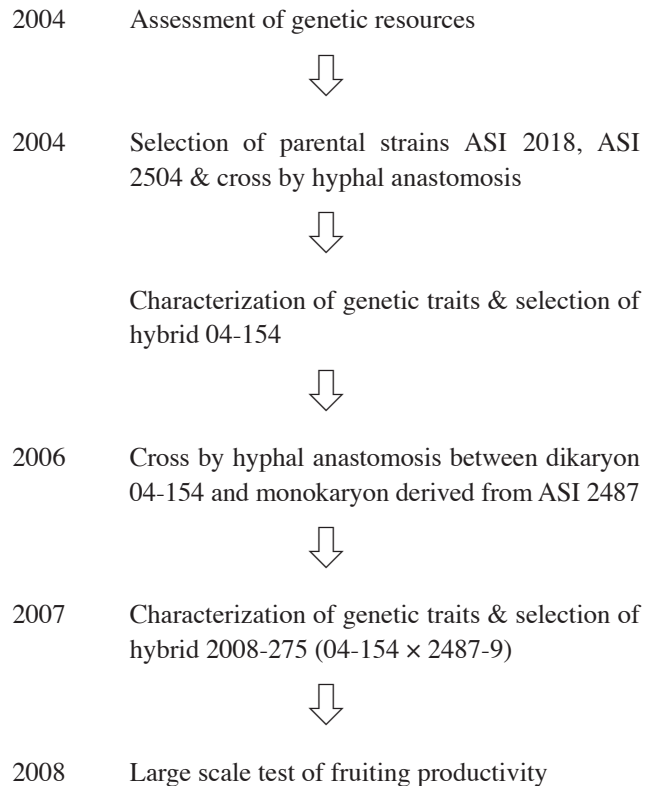 2004 Assessment of genetic resources
2004 Selection of parental strains ASI 2018, ASI
2504 & cross by hyphal anastomosis
Characterization of genetic traits & selection of
hybrid 04-154
2006 Cross by hyphal anastomosis between dikaryon
04-154 and monokaryon derived from ASI 2487
2007 Characterization of genetic traits & selection of
hybrid 2008-275 (04-154 × 2487-9)
2008 Large scale test of fruiting productivity